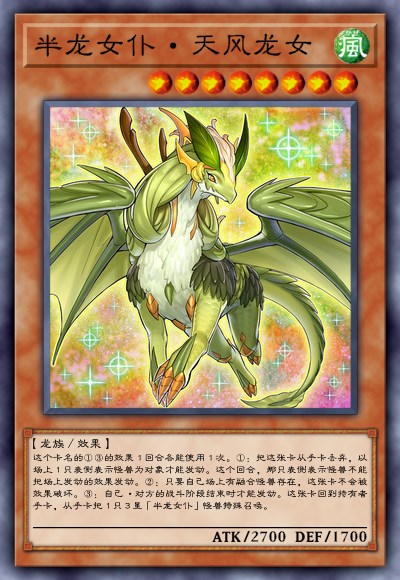 半龙女仆·天风龙女
風
【龙族／效果】
这个卡名的①③的效果1回合各能使用1次。①：把这张卡从手卡丢弃，以
场上1只表侧表示怪兽为对象才能发动。这个回合，那只表侧表示怪兽不能
把场上发动的效果发动。②：只要自己场上有融合怪兽存在，这张卡不会被
效果破坏。③：自己·对方的战斗阶段结束时才能发动。这张卡回到持有者
手卡，从手卡把1只3星「半龙女仆」怪兽特殊召唤。
ATK/2700 DEF/1700